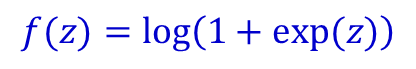 f(z) = log(1 + exp(z))